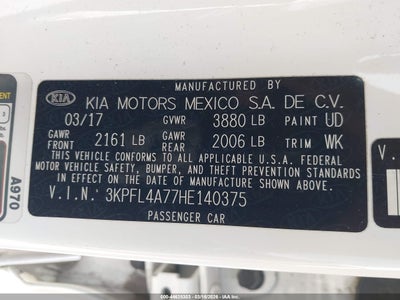 MANUFACTURED BY
KIA KIA MOTORS MEXICO S.A. DE C.V.
03/17 GVWR 3880 LB PAINT UD
GAWR FRONT 2161 LB GAWR REAR 2006 LB TRIM WK
THIS VEHICLE CONFORMS TO ALL APPLICABLE U.S.A. FEDERAL
MOTOR VEHICLE SAFETY, BUMPER, AND THEFT PREVENTION STANDARDS
IN EFFECT ON THE DATE OF MANUFACTURE SHOWN ABOVE.
V.I.N.: 3KPFL4A77HE140375
PASSENGER CAR
A97O
V.